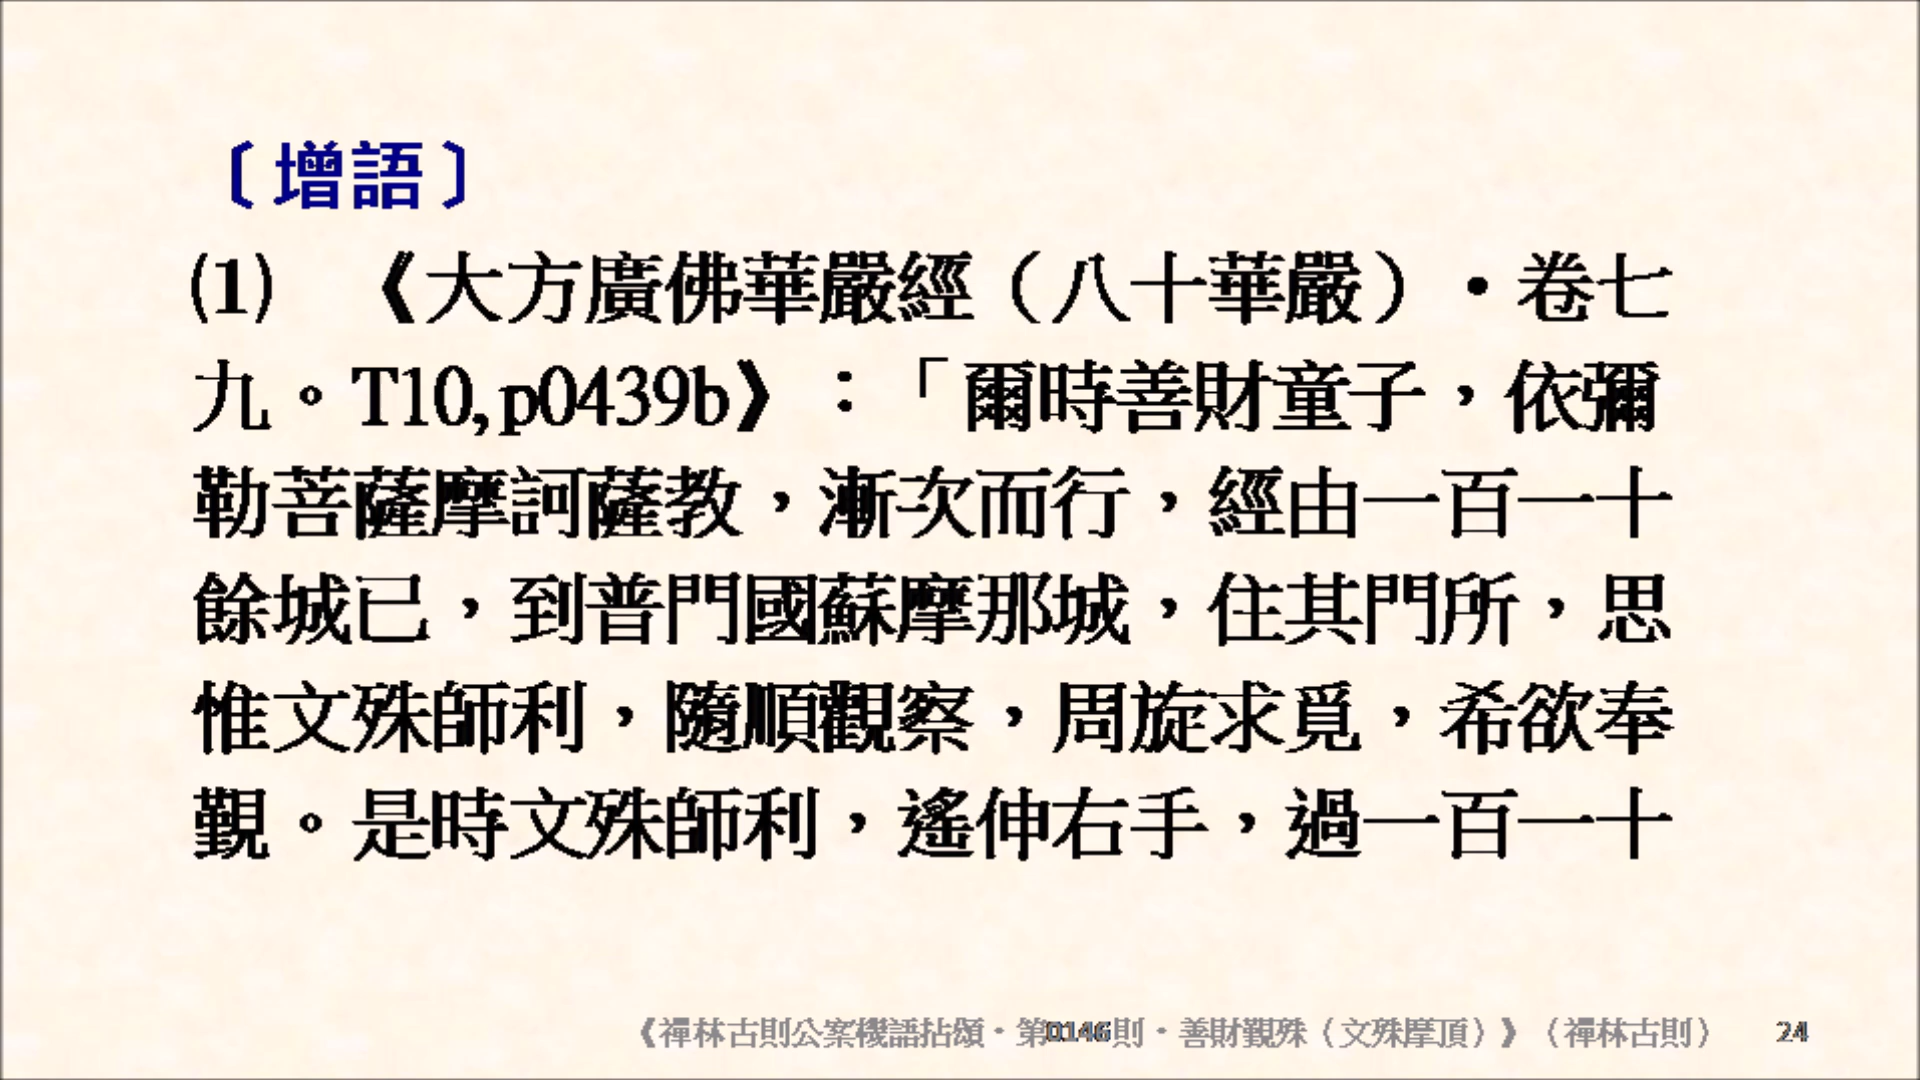 〔增語〕
(1) 《大方廣佛華嚴經（八十華嚴）‧卷七
九。T10,p0439b》：「爾時善財童子，依彌
勒菩薩摩訶薩教，漸次而行，經由一百一十
餘城已，到普門國蘇摩那城，住其門所，思
惟文殊師利，隨順觀察，周旋求覓，希欲奉
覲。是時文殊師利，遙伸右手，過一百一十
《禪林古則公案機語拈頌‧第0146則‧善財覲殊（文殊摩頂）》（禪林古則） 24